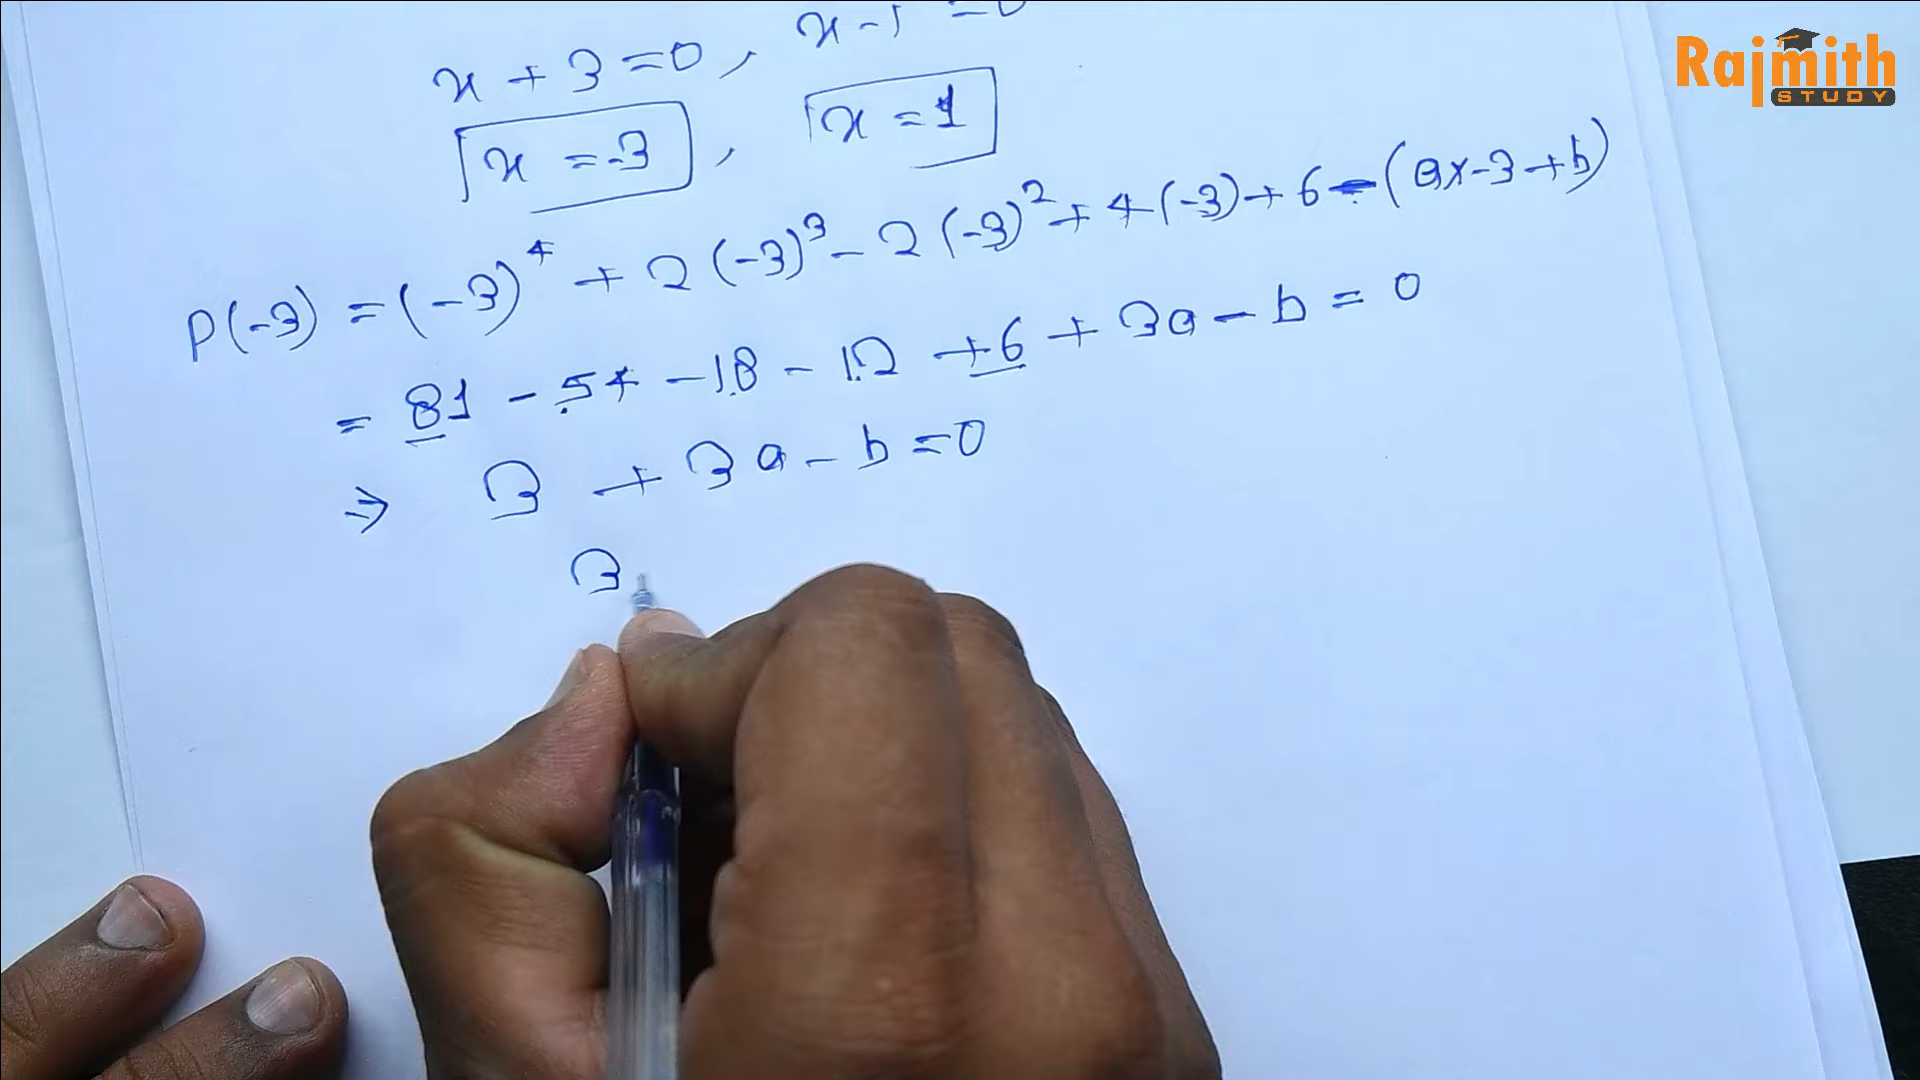 x + 3 = 0, x - 1 = 0
x = -3, x = 1
P(-3) = (-3)⁴ + 2(-3)³ - 2(-3)² + 4(-3) + 6 - (a×-3+b)
= 81 - 54 - 18 - 12 + 6 + 3a - b = 0
⇒ 3 + 3a - b = 0
3
Rajmith
STUDY